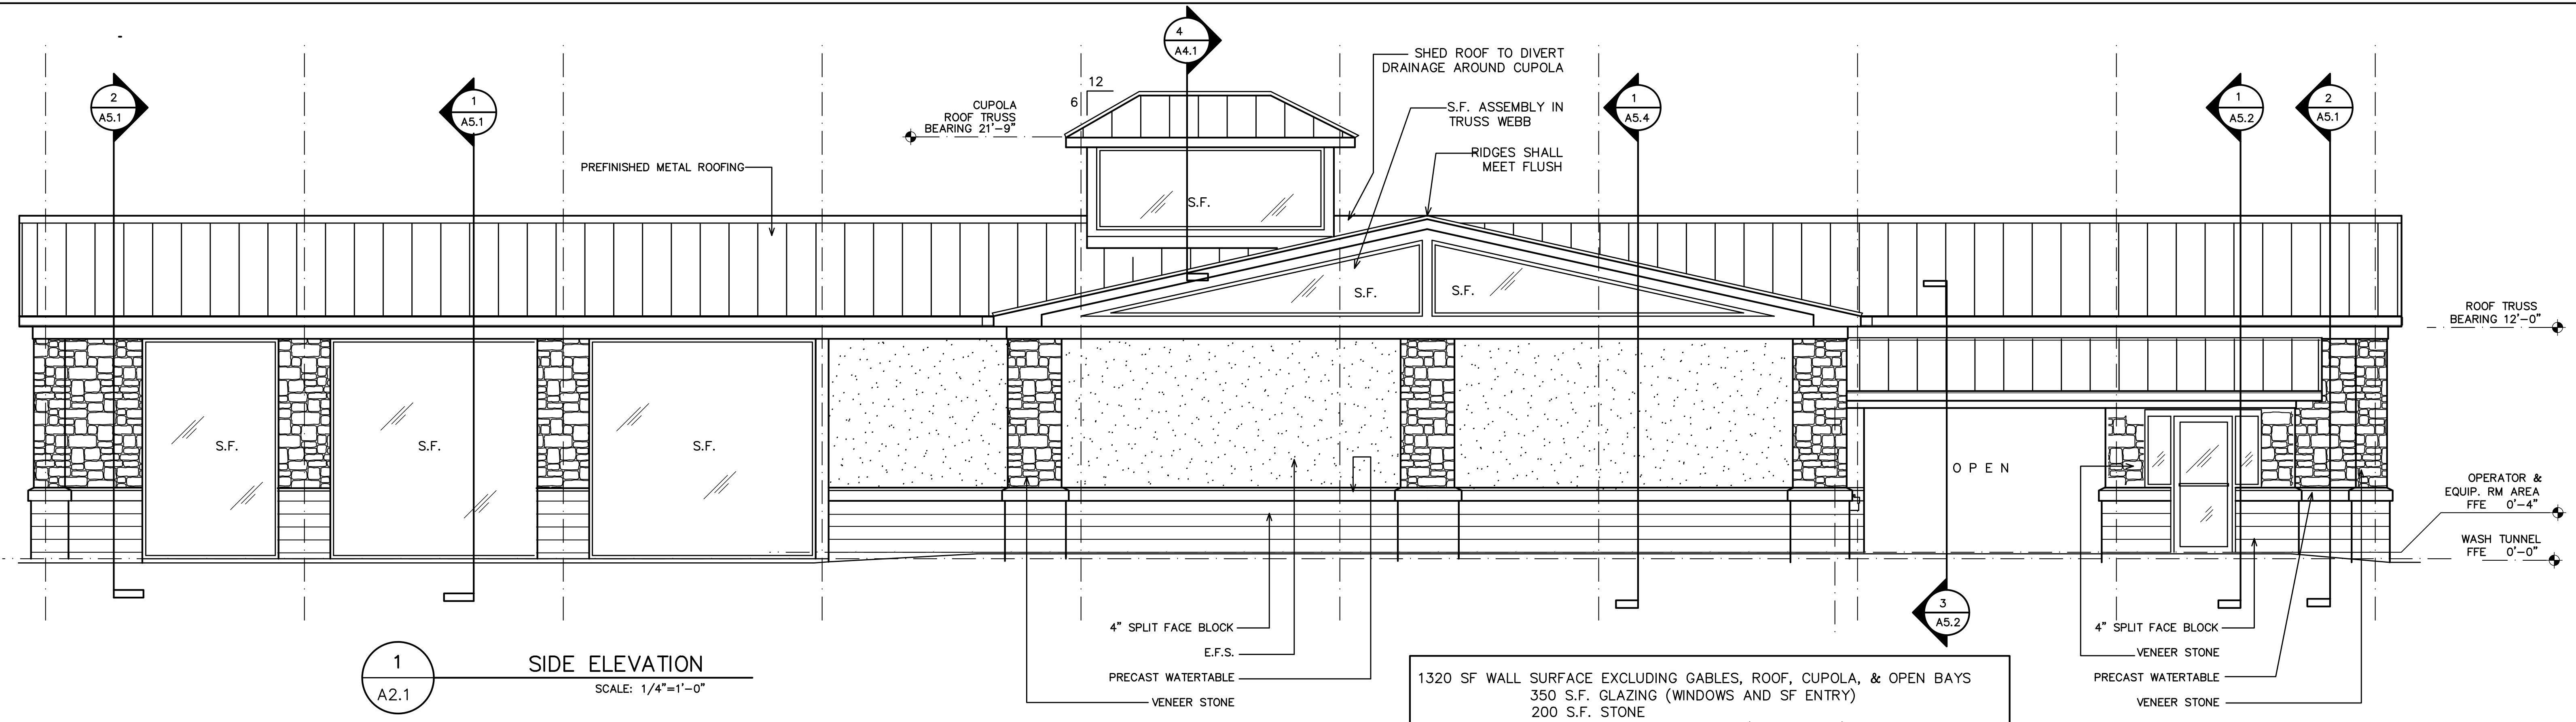 4
A4.1
SHED ROOF TO DIVERT
DRAINAGE AROUND CUPOLA
2
A5.1
1
A5.1
CUPOLA
ROOF TRUSS
BEARING 21'-9"
12
6
S.F. ASSEMBLY IN
TRUSS WEBB
1
A5.4
1
A5.2
2
A5.1
PREFINISHED METAL ROOFING
RIDGES SHALL
MEET FLUSH
S.F.
S.F.
S.F.
ROOF TRUSS
BEARING 12'-0"
S.F.
S.F.
S.F.
OPEN
OPERATOR &
EQUIP. RM AREA
FFE 0'-4"
WASH TUNNEL
FFE 0'-0"
3
A5.2
4" SPLIT FACE BLOCK
E.F.S.
PRECAST WATERTABLE
VENEER STONE
4" SPLIT FACE BLOCK
VENEER STONE
PRECAST WATERTABLE
VENEER STONE
1
A2.1
SIDE ELEVATION
SCALE: 1/4"=1'-0"
1320 SF WALL SURFACE EXCLUDING GABLES, ROOF, CUPOLA, & OPEN BAYS
350 S.F. GLAZING (WINDOWS AND SF ENTRY)
200 S.F. STONE